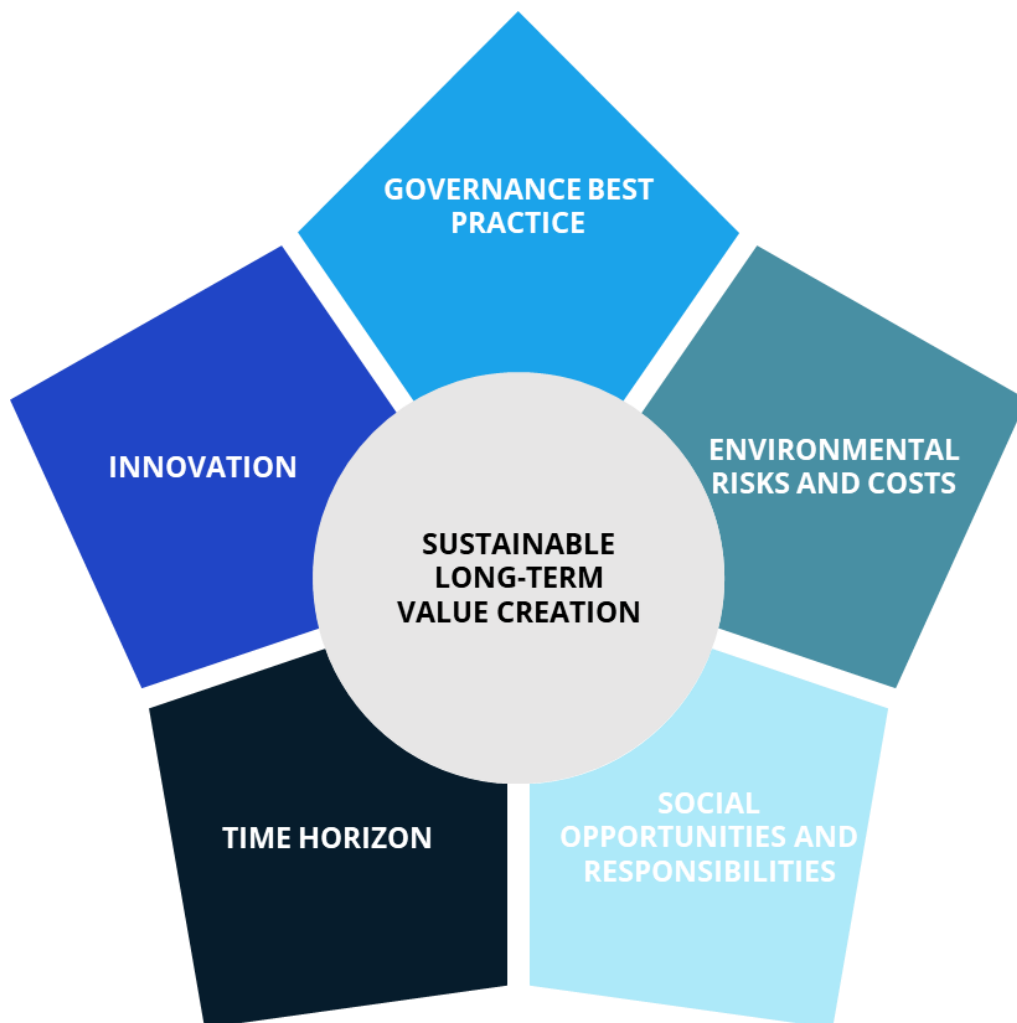 GOVERNANCE BEST
PRACTICE
ENVIRONMENTAL
RISKS AND COSTS
INNOVATION
SUSTAINABLE
LONG-TERM
VALUE CREATION
SOCIAL
OPPORTUNITIES AND
RESPONSIBILITIES
TIME HORIZON